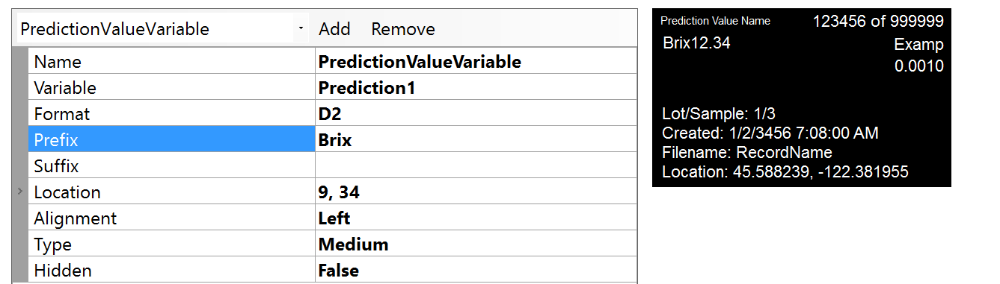 PredictionValueVariable Add Remove
Name PredictionValueVariable
Variable Prediction1
Format D2
Prefix Brix
Suffix
Location 9, 34
Alignment Left
Type Medium
Hidden False
Prediction Value Name 123456 of 999999
Brix12.34 Examp
0.0010
Lot/Sample: 1/3
Created: 1/2/3456 7:08:00 AM
Filename: RecordName
Location: 45.588239, -122.381955